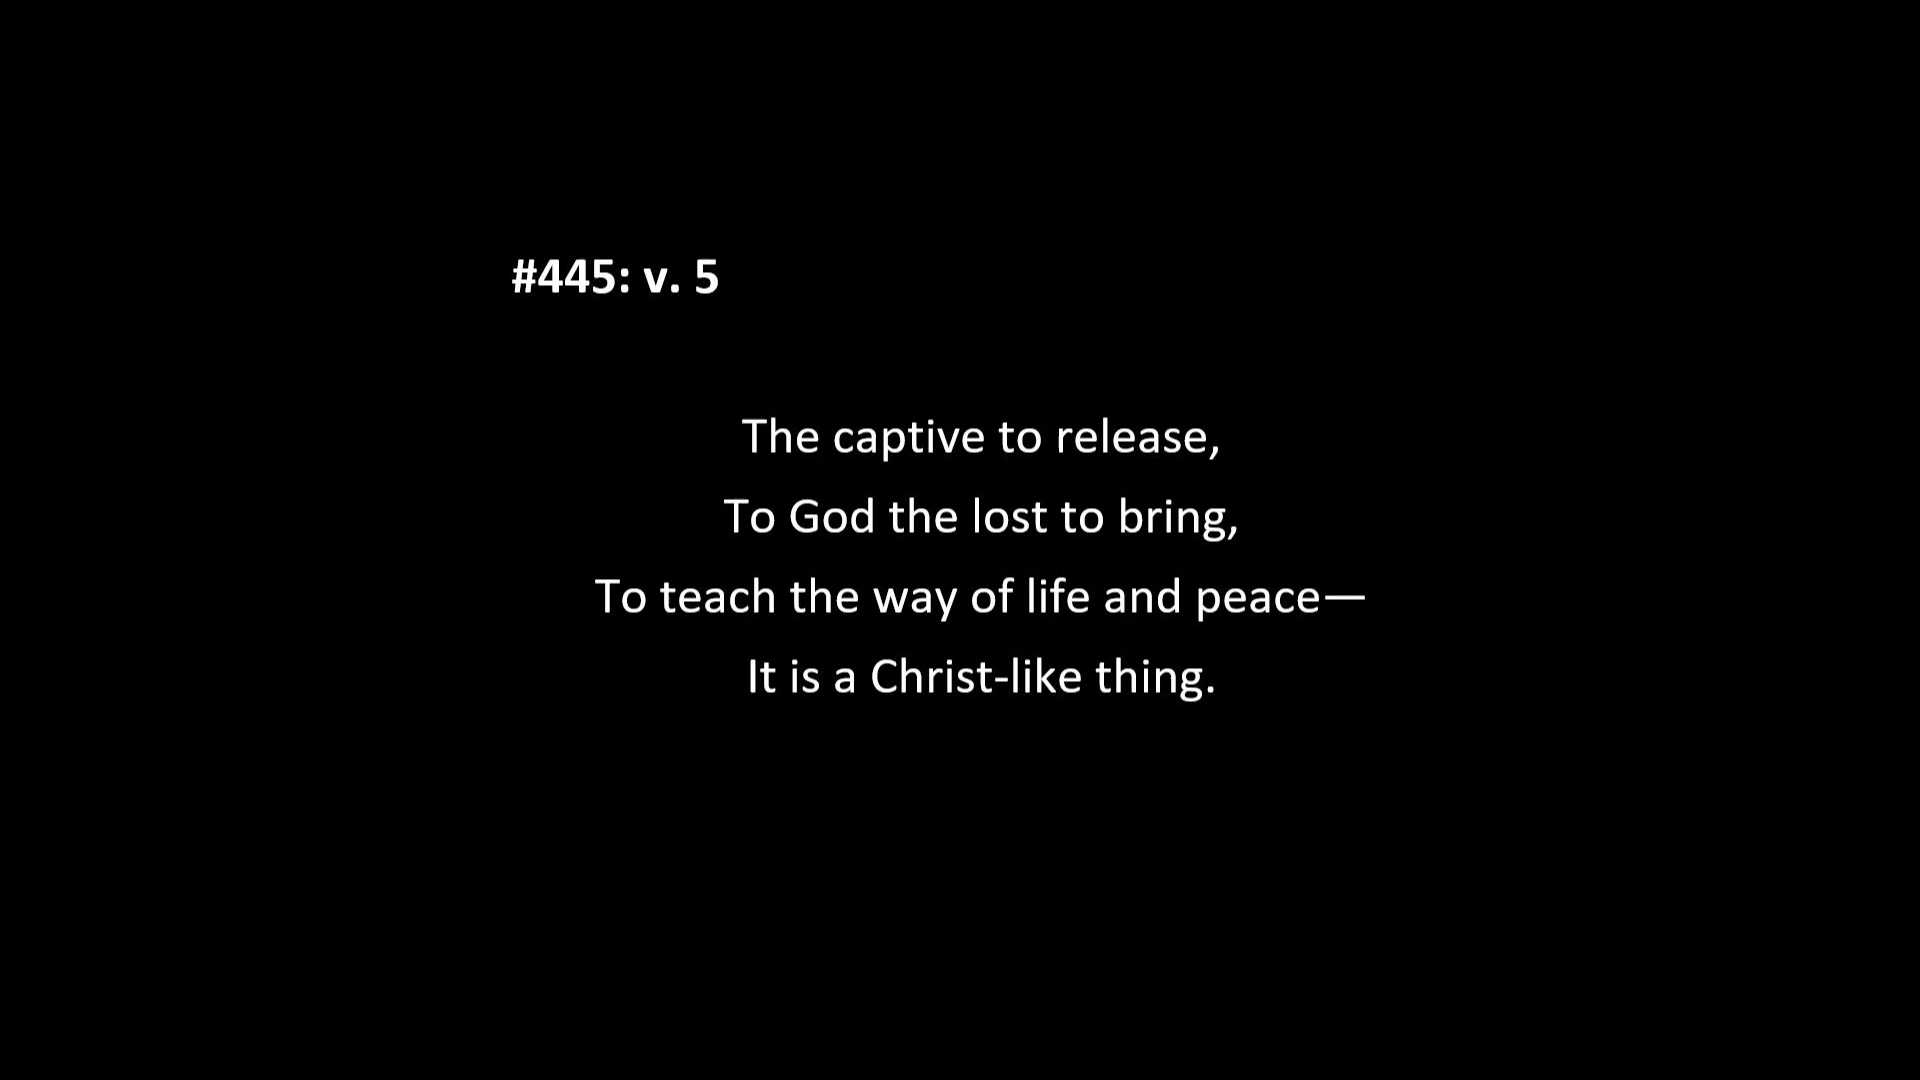 #445: v. 5
The captive to release,
To God the lost to bring,
To teach the way of life and peace—
It is a Christ-like thing.